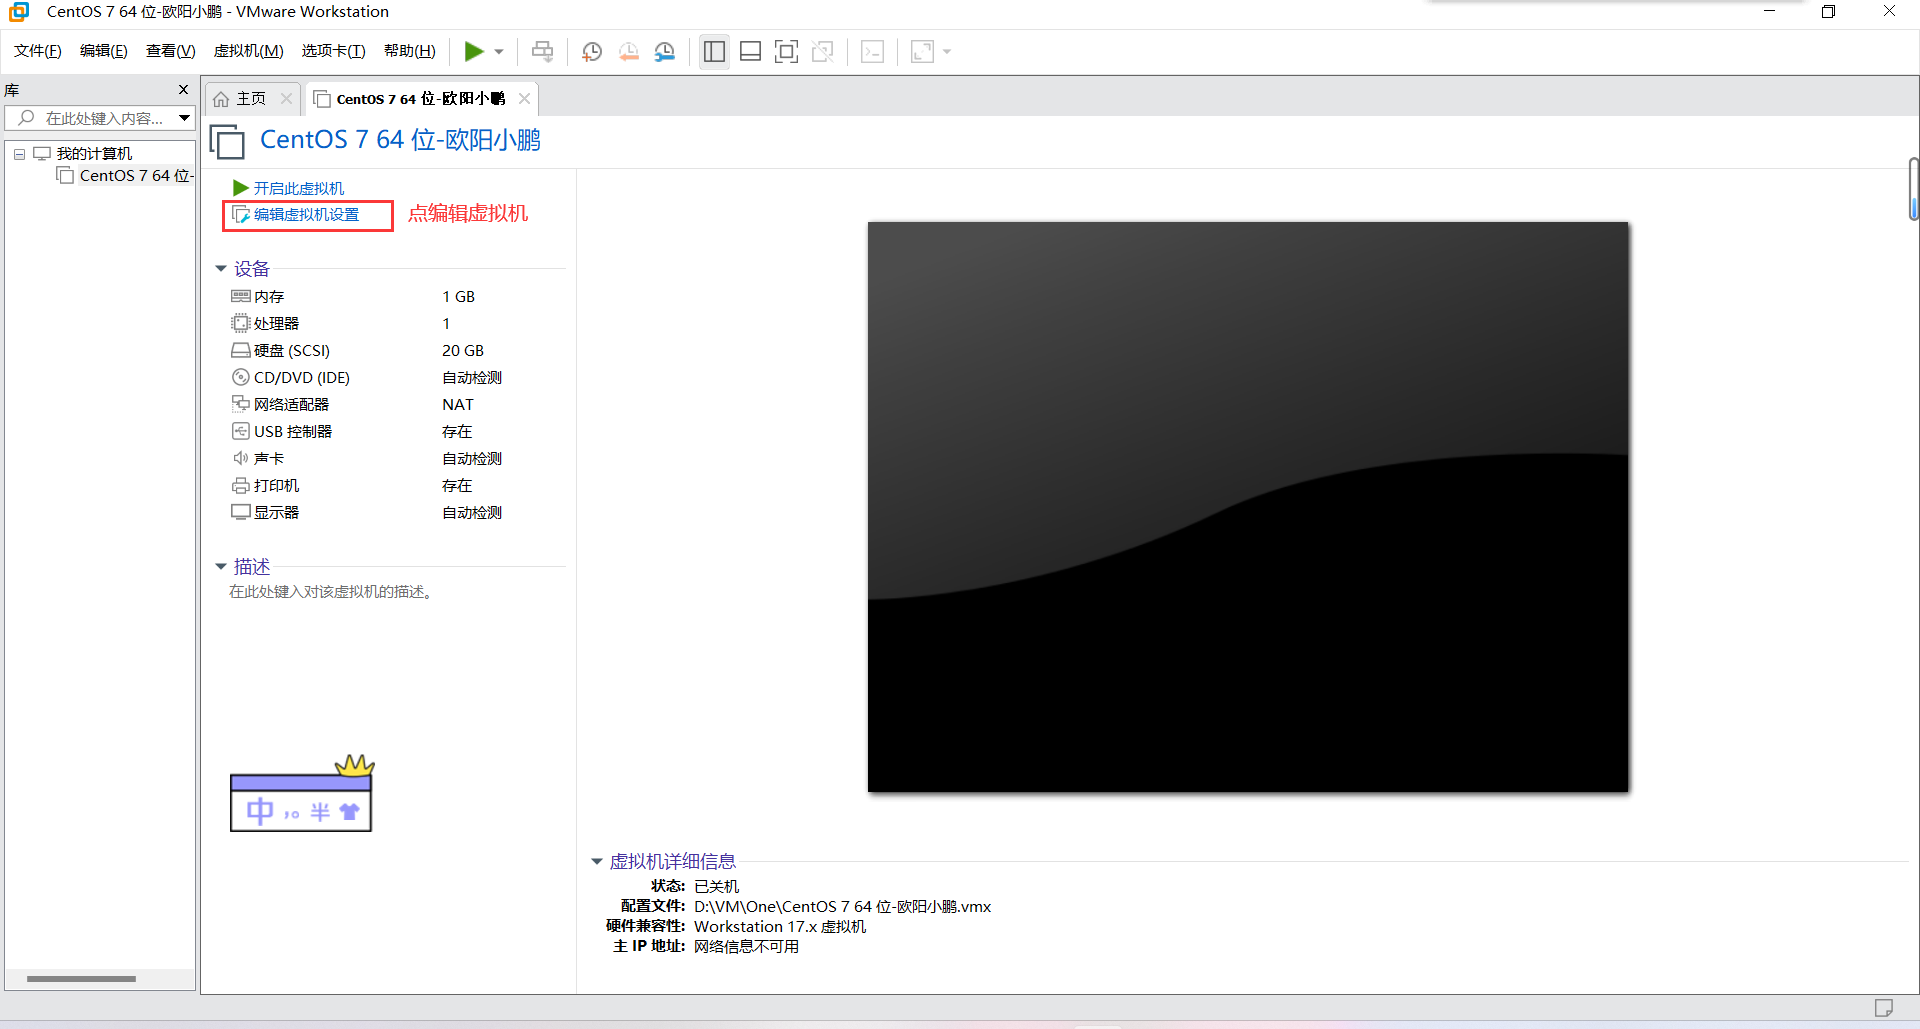 CentOS 7 64 位-欧阳小鹏 - VMware Workstation
文件(F) 编辑(E) 查看(V) 虚拟机(M) 选项卡(T) 帮助(H)
库
在此处键入内容...
我的计算机
CentOS 7 64 位-
主页
CentOS 7 64 位-欧阳小鹏
CentOS 7 64 位-欧阳小鹏
开启此虚拟机
编辑虚拟机设置 点编辑虚拟机
设备
内存 1 GB
处理器 1
硬盘 (SCSI) 20 GB
CD/DVD (IDE) 自动检测
网络适配器 NAT
USB 控制器 存在
声卡 自动检测
打印机 存在
显示器 自动检测
描述
在此处键入对该虚拟机的描述。
中 ,。 半
虚拟机详细信息
状态: 已关机
配置文件: D:\VM\One\CentOS 7 64 位-欧阳小鹏.vmx
硬件兼容性: Workstation 17.x 虚拟机
主 IP 地址: 网络信息不可用